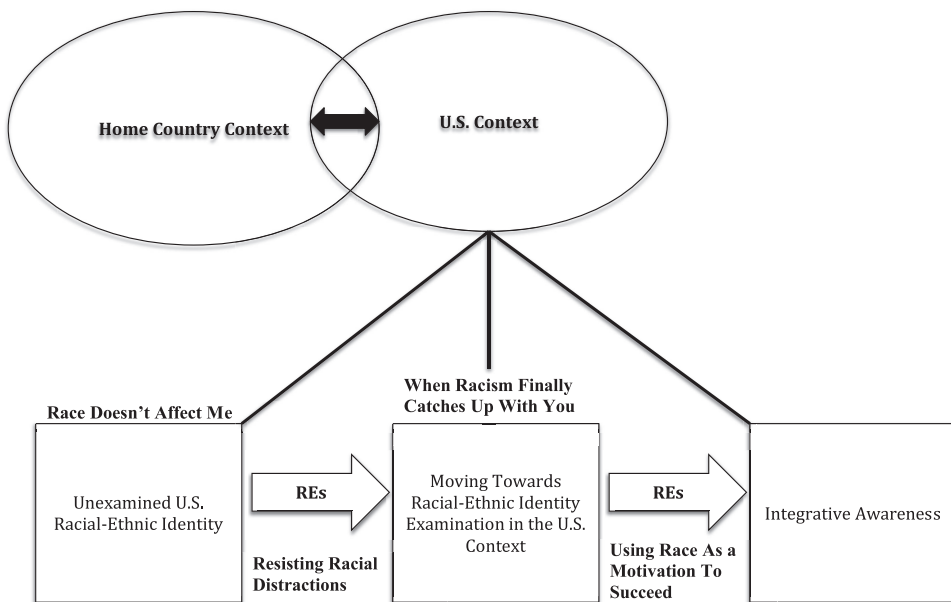 Home Country Context
U.S. Context
Race Doesn't Affect Me
When Racism Finally
Catches Up With You
Unexamined U.S.
Racial-Ethnic Identity
REs
Resisting Racial
Distractions
Moving Towards
Racial-Ethnic Identity
Examination in the U.S.
Context
REs
Using Race As a
Motivation To
Succeed
Integrative Awareness